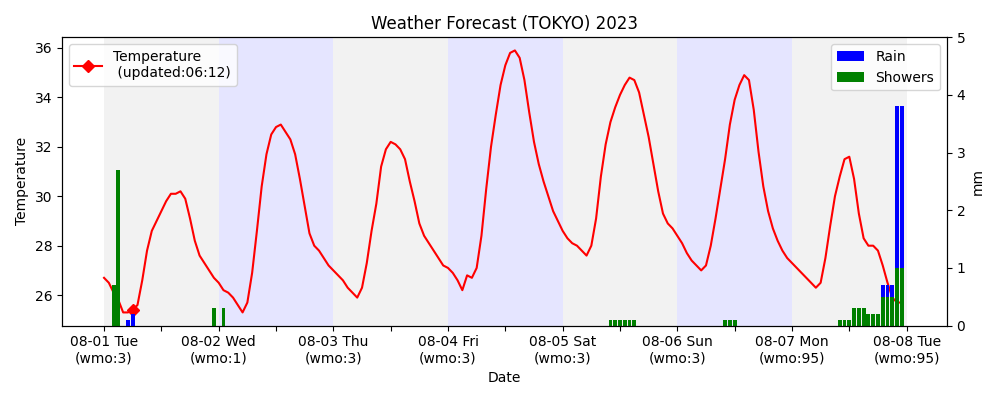 Weather Forecast (TOKYO) 2023
Temperature
(updated:06:12)
Rain
Showers
36
34
32
30
28
26
Temperature
5
4
3
2
1
0
mm
08-01 Tue 08-02 Wed 08-03 Thu 08-04 Fri 08-05 Sat 08-06 Sun 08-07 Mon 08-08 Tue
(wmo:3) (wmo:1) (wmo:3) (wmo:3) (wmo:3) (wmo:3) (wmo:95) (wmo:95)
Date